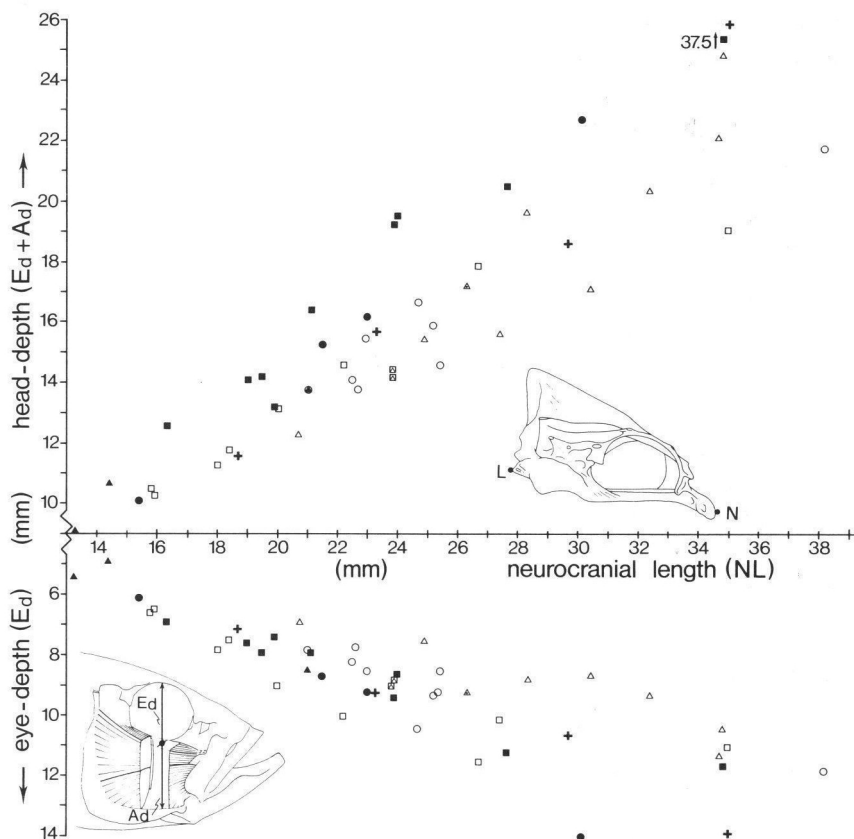 26
24
22
20
18
16
14
12
10
head-depth (Ed+Ad)
(mm)
37.5
L
N
14 16 18 20 22 24 26 28 30 32 34 36 38
(mm) neurocranial length (NL)
6
8
10
12
14
eye-depth (Ed)
Ed
Ad